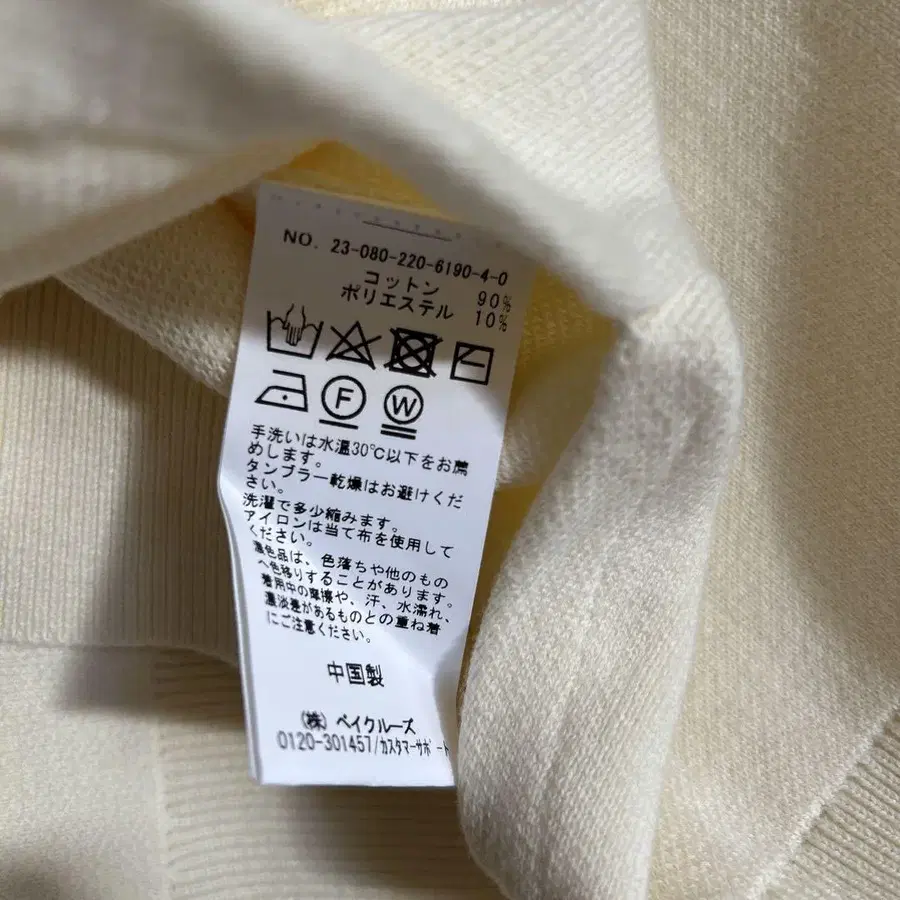 NO. 23-080-220-6190-4-0
コットン 90%
ポリエステル 10%
F W
手洗いは水温30℃以下をお薦
めします。
タンブラー乾燥はお避けくだ
さい。
洗濯で多少縮みます。
アイロンは当て布を使用して
ください。
濃色品は、色落ちや他のもの
へ色移りすることがあります。
着用中の摩擦や、汗、水濡れ、
濃淡差があるものとの重ね着
にご注意ください。
中国製
(株) ベイクルーズ
0120-301457/カスタマーサポート